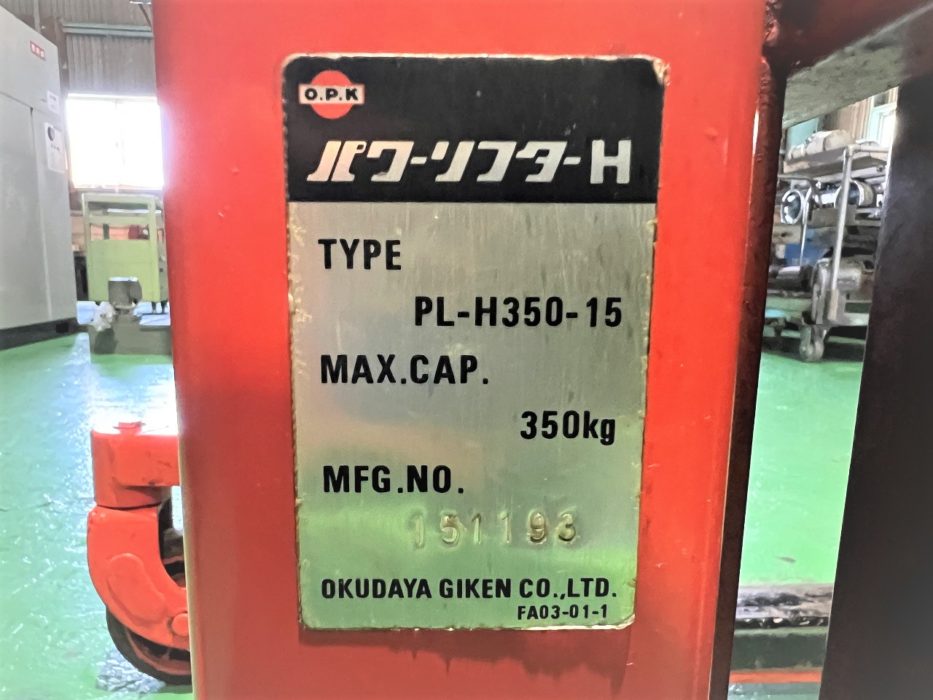 O.P.K
パワーリフターH
TYPE
PL-H350-15
MAX.CAP.
350kg
MFG.NO.
151193
OKUDAYA GIKEN CO.,LTD.
FA03-01-1